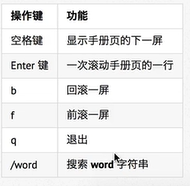 操作键 功能
空格键 显示手册页的下一屏
Enter 键 一次滚动手册页的一行
b 回滚一屏
f 前滚一屏
q 退出
/word 搜索 word 字符串